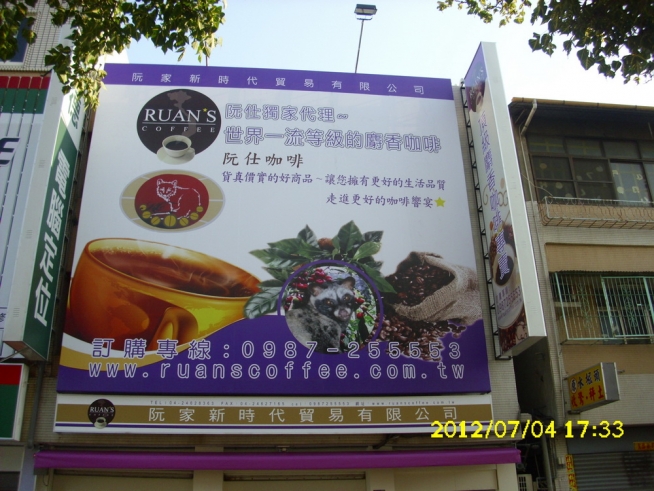 阮家新時代貿易有限公司
RUAN'S
COFFEE
阮仕獨家代理~
世界一流等級的麝香咖啡
阮仕咖啡
貨真價實的好商品~讓您擁有更好的生活品質
走進更好的咖啡饗宴
訂購專線:0987-255553
www.ruanscoffee.com.tw
RUAN'S
阮家新時代貿易有限公司
2012/07/04 17:33